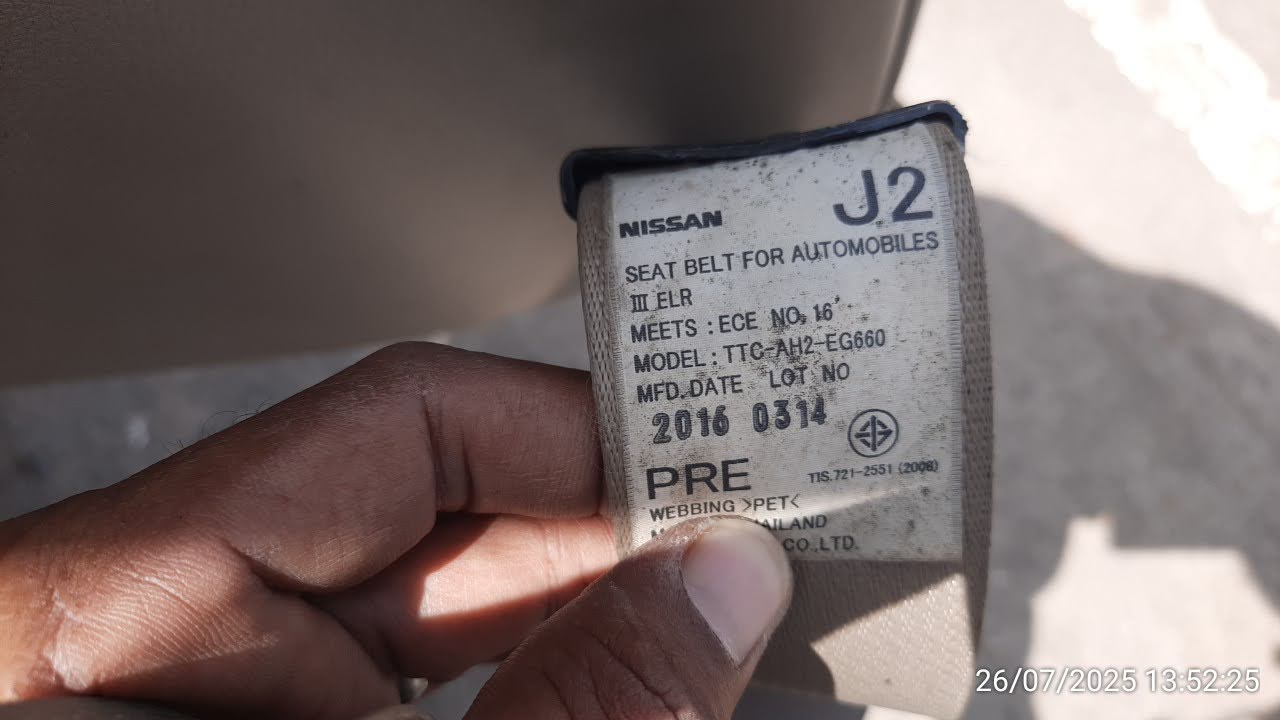 J2
NISSAN
SEAT BELT FOR AUTOMOBILES
III ELR
MEETS : ECE NO, 16
MODEL : TTC-AH2-EG660
MFD.DATE LOT NO
2016 0314
PRE
TIS.721-2551 (2008)
WEBBING >PET<
CO.,LTD.
26/07/2025 13:52:25